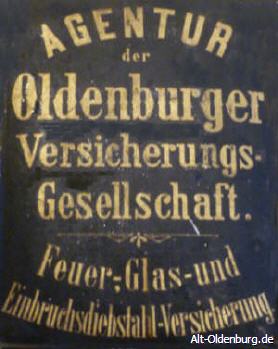 AGENTUR
der
Oldenburger
Versicherungs-
Gesellschaft.
Feuer-, Glas- und
Einbruchsdiebstahl-Versicherung
Alt-Oldenburg.de